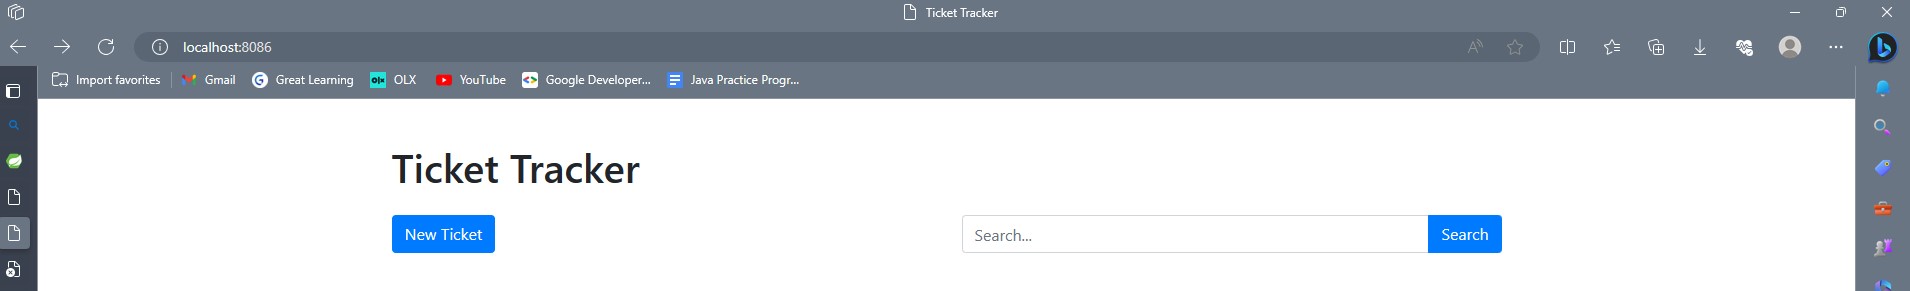 Ticket Tracker
localhost:8086
Import favorites Gmail Great Learning OLX YouTube Google Developer... Java Practice Progr...
Ticket Tracker
New Ticket Search... Search